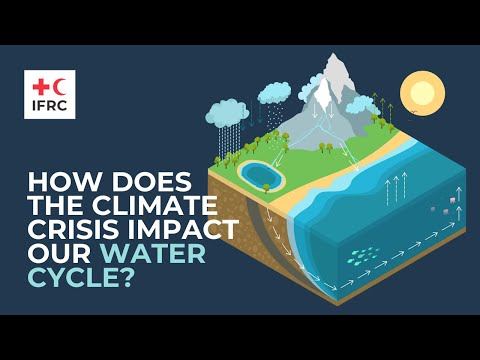 IFRC
HOW DOES
THE CLIMATE
CRISIS IMPACT
OUR WATER
CYCLE?